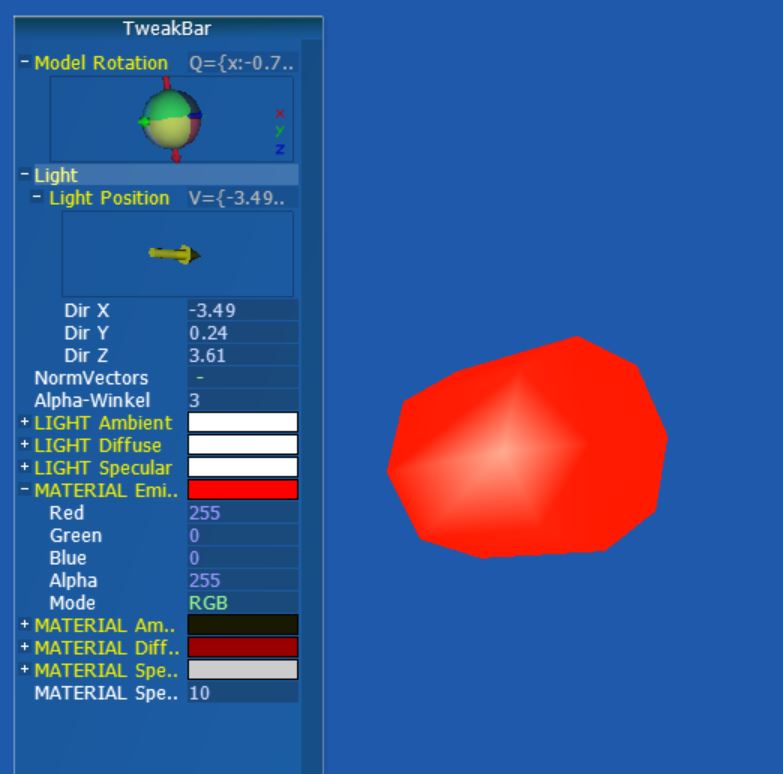 TweakBar
− Model Rotation Q={x:-0.7..
x
y
z
− Light
− Light Position V={-3.49..
Dir X -3.49
Dir Y 0.24
Dir Z 3.61
NormVectors -
Alpha-Winkel 3
+ LIGHT Ambient
+ LIGHT Diffuse
+ LIGHT Specular
− MATERIAL Emi..
Red 255
Green 0
Blue 0
Alpha 255
Mode RGB
+ MATERIAL Am..
+ MATERIAL Diff..
+ MATERIAL Spe..
MATERIAL Spe.. 10